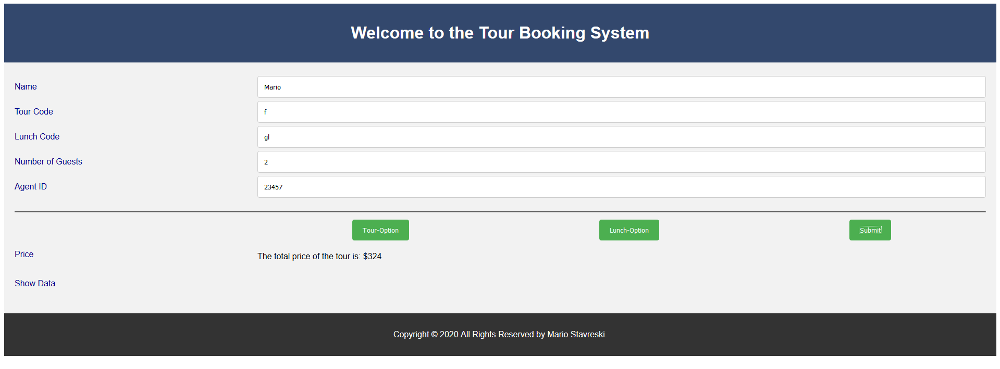 Welcome to the Tour Booking System
Name
Mario
Tour Code
f
Lunch Code
gl
Number of Guests
2
Agent ID
23457
Tour-Option
Lunch-Option
Submit
Price
The total price of the tour is: $324
Show Data
Copyright © 2020 All Rights Reserved by Mario Stavreski.